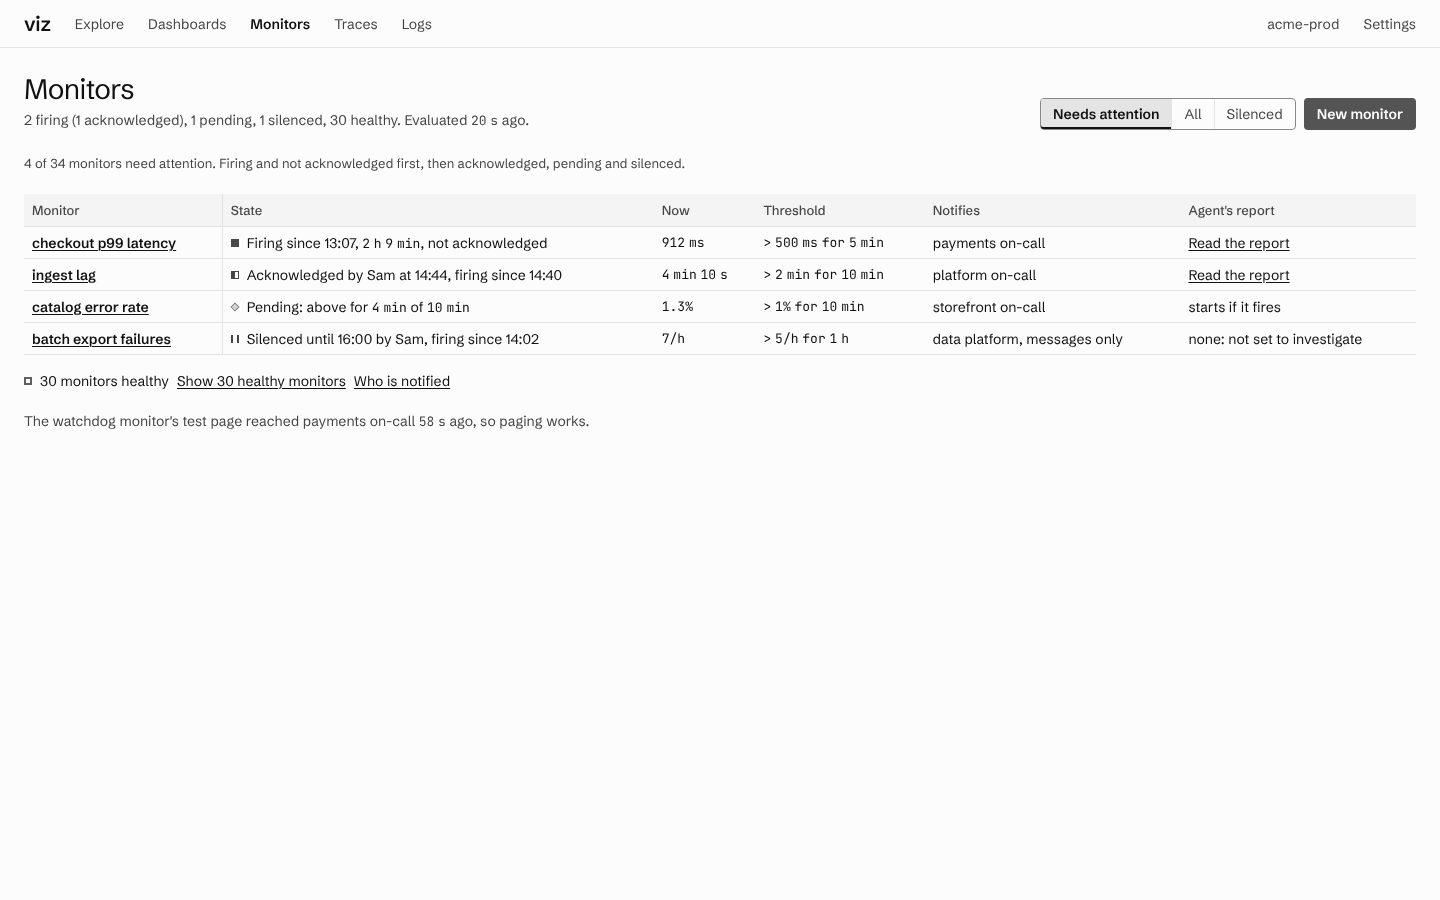 viz Explore Dashboards Monitors Traces Logs acme-prod Settings
Monitors
2 firing (1 acknowledged), 1 pending, 1 silenced, 30 healthy. Evaluated 20 s ago.
Needs attention All Silenced New monitor
4 of 34 monitors need attention. Firing and not acknowledged first, then acknowledged, pending and silenced.
Monitor State Now Threshold Notifies Agent's report
checkout p99 latency Firing since 13:07, 2 h 9 min, not acknowledged 912 ms > 500 ms for 5 min payments on-call Read the report
ingest lag Acknowledged by Sam at 14:44, firing since 14:40 4 min 10 s > 2 min for 10 min platform on-call Read the report
catalog error rate Pending: above for 4 min of 10 min 1.3% > 1% for 10 min storefront on-call starts if it fires
batch export failures Silenced until 16:00 by Sam, firing since 14:02 7/h > 5/h for 1 h data platform, messages only none: not set to investigate
30 monitors healthy Show 30 healthy monitors Who is notified
The watchdog monitor's test page reached payments on-call 58 s ago, so paging works.